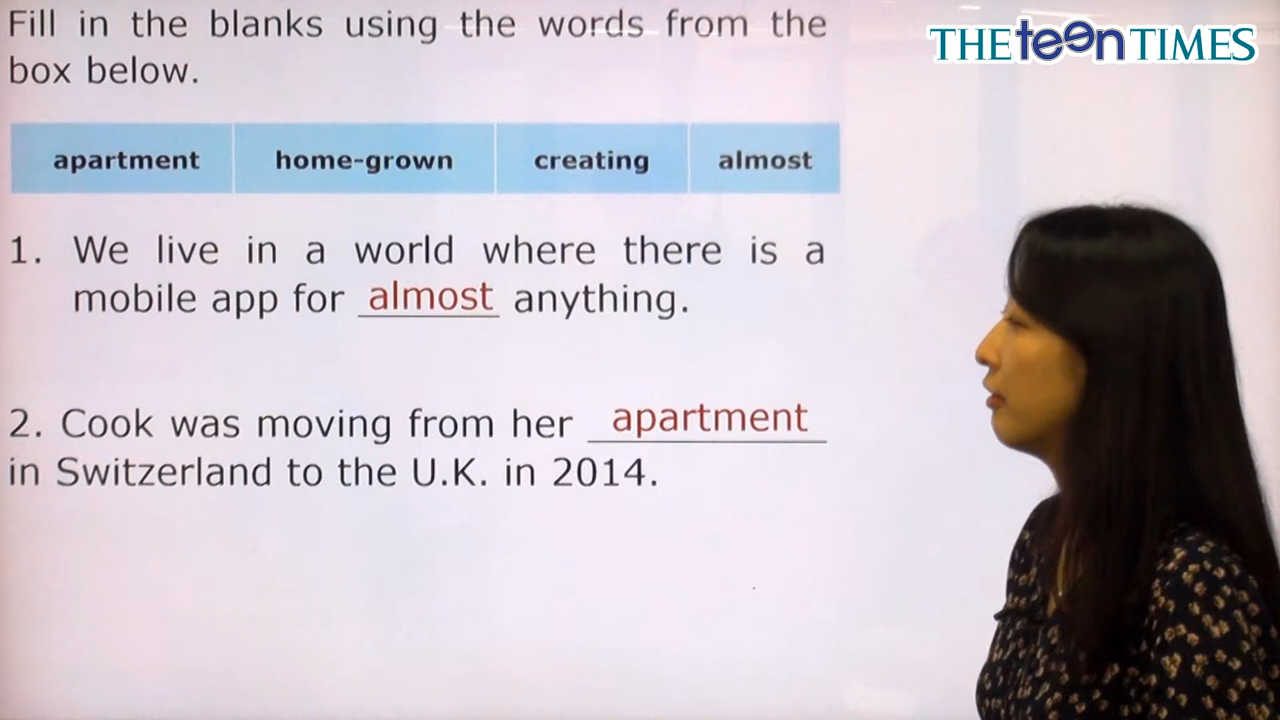 Fill in the blanks using the words from the
box below.
THE teen TIMES
apartment home-grown creating almost
1. We live in a world where there is a
mobile app for almost anything.
2. Cook was moving from her apartment
in Switzerland to the U.K. in 2014.